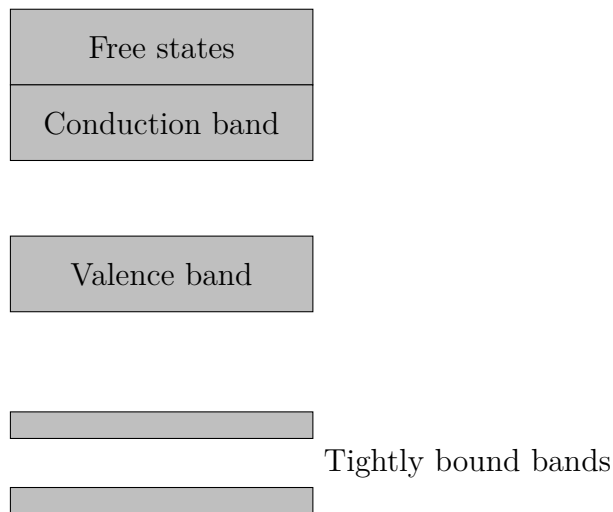 Free states
Conduction band
Valence band
Tightly bound bands